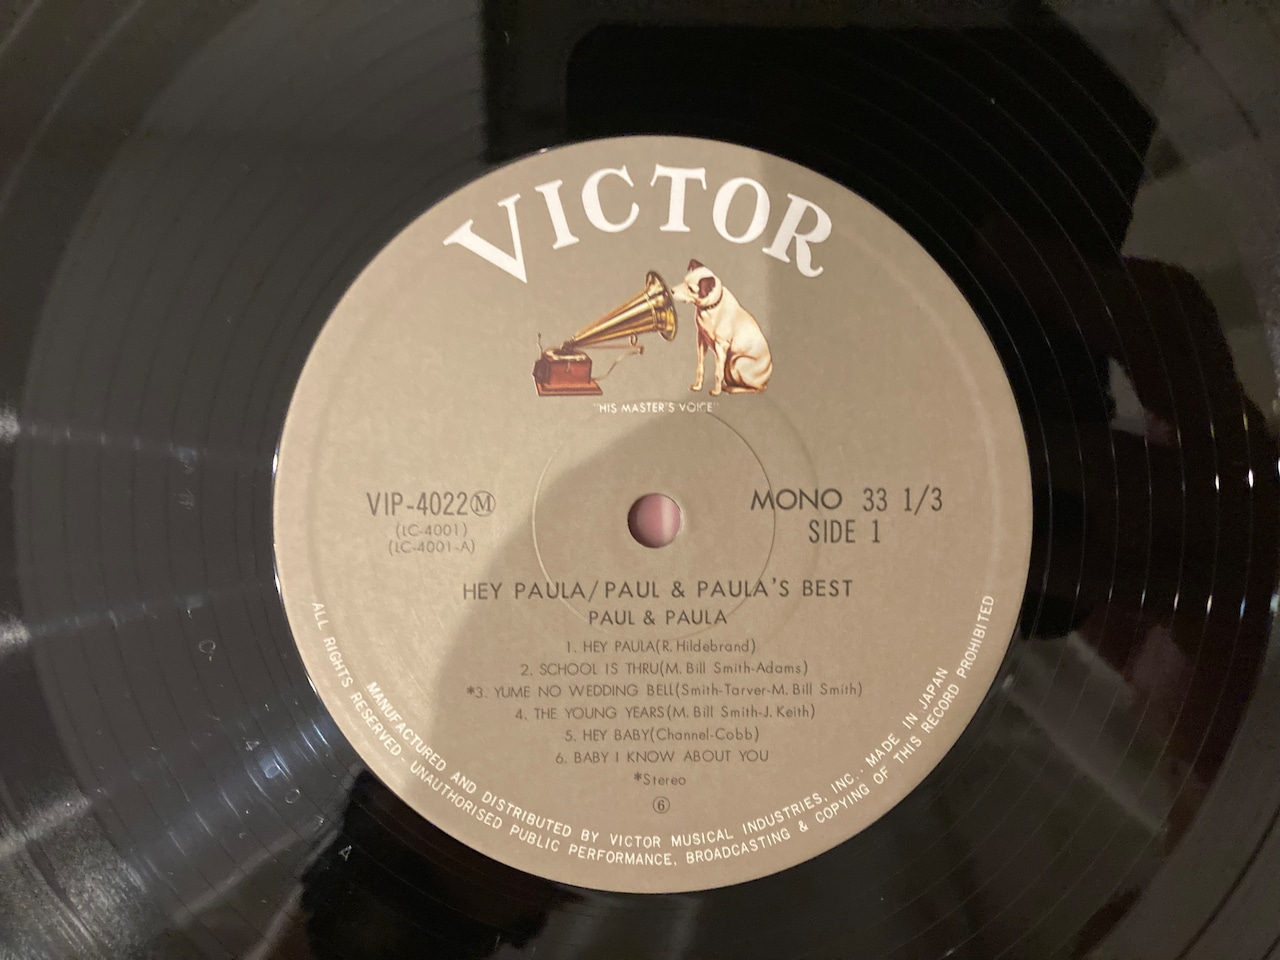 VICTOR
"HIS MASTER'S VOICE"
VIP-4022Ⓜ
(LC-4001)
(LC-4001-A)
MONO 33 1/3
SIDE 1
HEY PAULA/PAUL & PAULA'S BEST
PAUL & PAULA
1. HEY PAULA(R. Hildebrand)
2. SCHOOL IS THRU(M. Bill Smith-Adams)
*3. YUME NO WEDDING BELL(Smith-Tarver-M. Bill Smith)
4. THE YOUNG YEARS(M. Bill Smith-J. Keith)
5. HEY BABY(Channel-Cobb)
6. BABY I KNOW ABOUT YOU
*Stereo
⑥
MANUFACTURED AND DISTRIBUTED BY VICTOR MUSICAL INDUSTRIES, INC.· MADE IN JAPAN
ALL RIGHTS RESERVED - UNAUTHORISED PUBLIC PERFORMANCE, BROADCASTING & COPYING OF THIS RECORD PROHIBITED